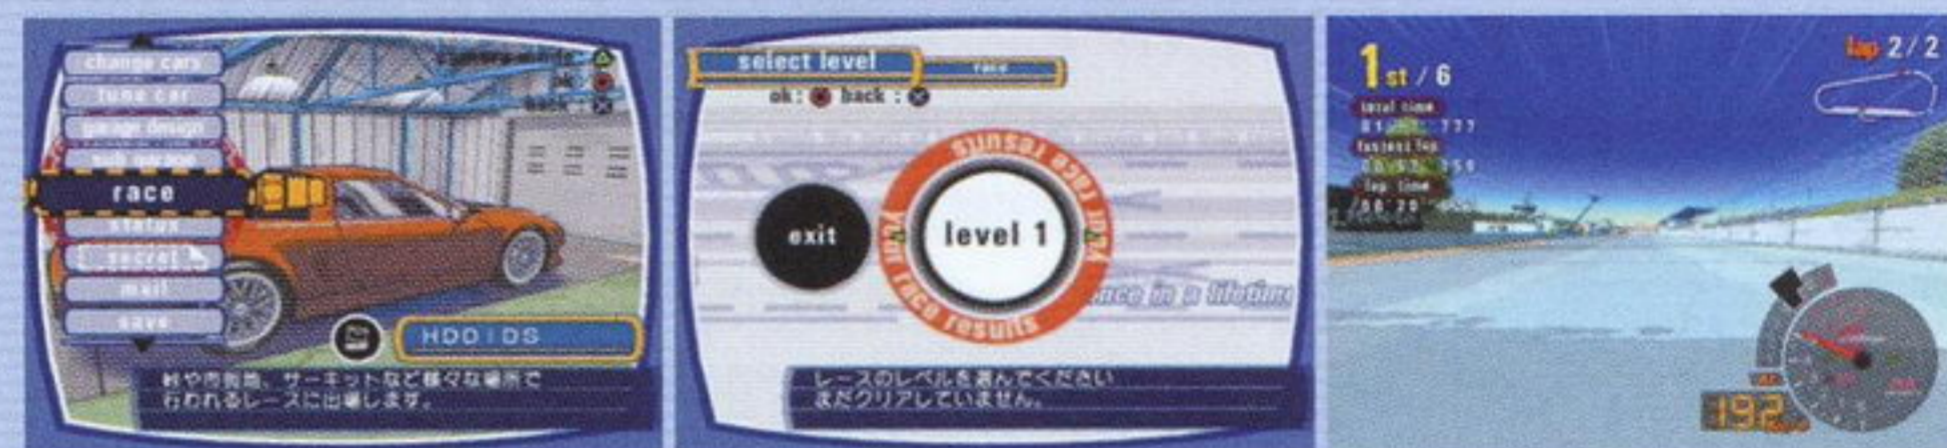 change cars
tune car
garage design
sub garage
race
status
secret
mail
save
ok :
back :
HDD : DS
峠や市街地、サーキットなど様々な場所で
行われるレースに出場します。
select level
race
ok : back :
exit
level 1
your race results
your race results
once in a lifetime
レースのレベルを選んでください
まだクリアしていません。
1st / 6
total time
fastest lap
lap time
lap 2/2
192